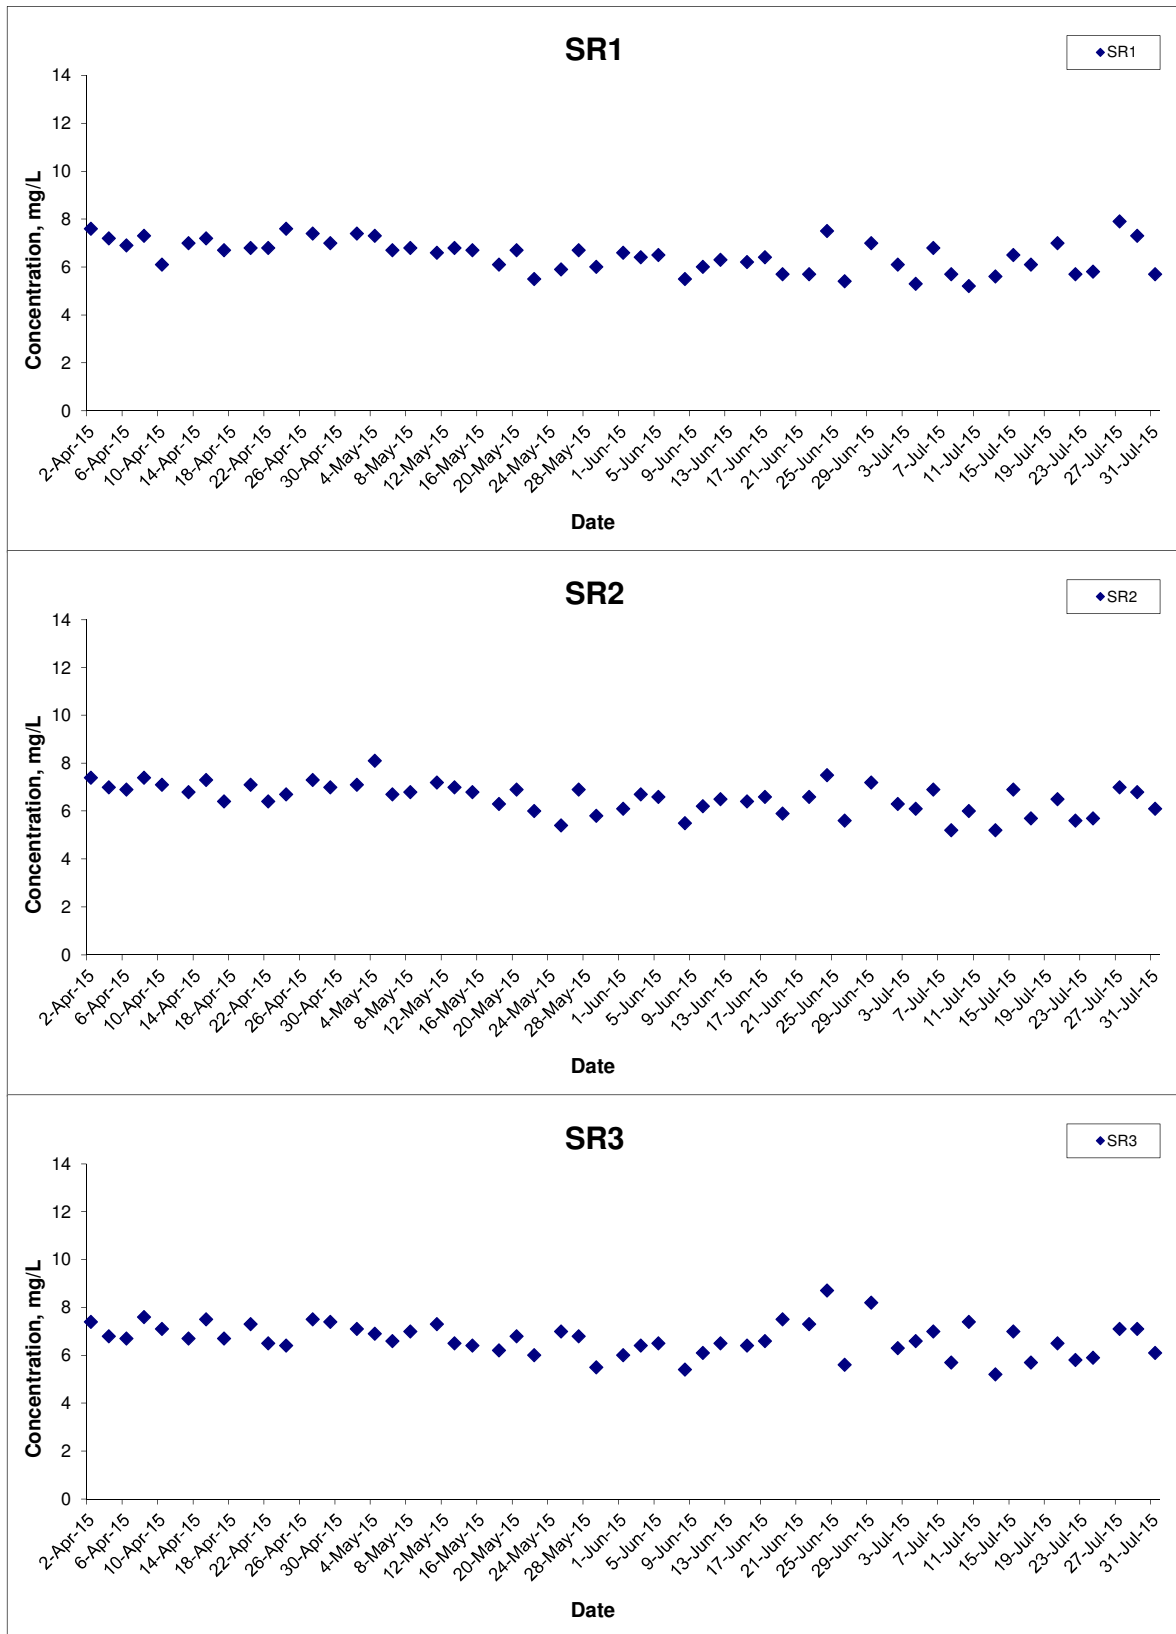 SR1
SR1
14
12
10
8
6
4
2
0
Concentration, mg/L
2-Apr-15 6-Apr-15 10-Apr-15 14-Apr-15 18-Apr-15 22-Apr-15 26-Apr-15 30-Apr-15 4-May-15 8-May-15 12-May-15 16-May-15 20-May-15 24-May-15 28-May-15 1-Jun-15 5-Jun-15 9-Jun-15 13-Jun-15 17-Jun-15 21-Jun-15 25-Jun-15 29-Jun-15 3-Jul-15 7-Jul-15 11-Jul-15 15-Jul-15 19-Jul-15 23-Jul-15 27-Jul-15 31-Jul-15
Date
SR2
SR2
14
12
10
8
6
4
2
0
Concentration, mg/L
2-Apr-15 6-Apr-15 10-Apr-15 14-Apr-15 18-Apr-15 22-Apr-15 26-Apr-15 30-Apr-15 4-May-15 8-May-15 12-May-15 16-May-15 20-May-15 24-May-15 28-May-15 1-Jun-15 5-Jun-15 9-Jun-15 13-Jun-15 17-Jun-15 21-Jun-15 25-Jun-15 29-Jun-15 3-Jul-15 7-Jul-15 11-Jul-15 15-Jul-15 19-Jul-15 23-Jul-15 27-Jul-15 31-Jul-15
Date
SR3
SR3
14
12
10
8
6
4
2
0
Concentration, mg/L
2-Apr-15 6-Apr-15 10-Apr-15 14-Apr-15 18-Apr-15 22-Apr-15 26-Apr-15 30-Apr-15 4-May-15 8-May-15 12-May-15 16-May-15 20-May-15 24-May-15 28-May-15 1-Jun-15 5-Jun-15 9-Jun-15 13-Jun-15 17-Jun-15 21-Jun-15 25-Jun-15 29-Jun-15 3-Jul-15 7-Jul-15 11-Jul-15 15-Jul-15 19-Jul-15 23-Jul-15 27-Jul-15 31-Jul-15
Date